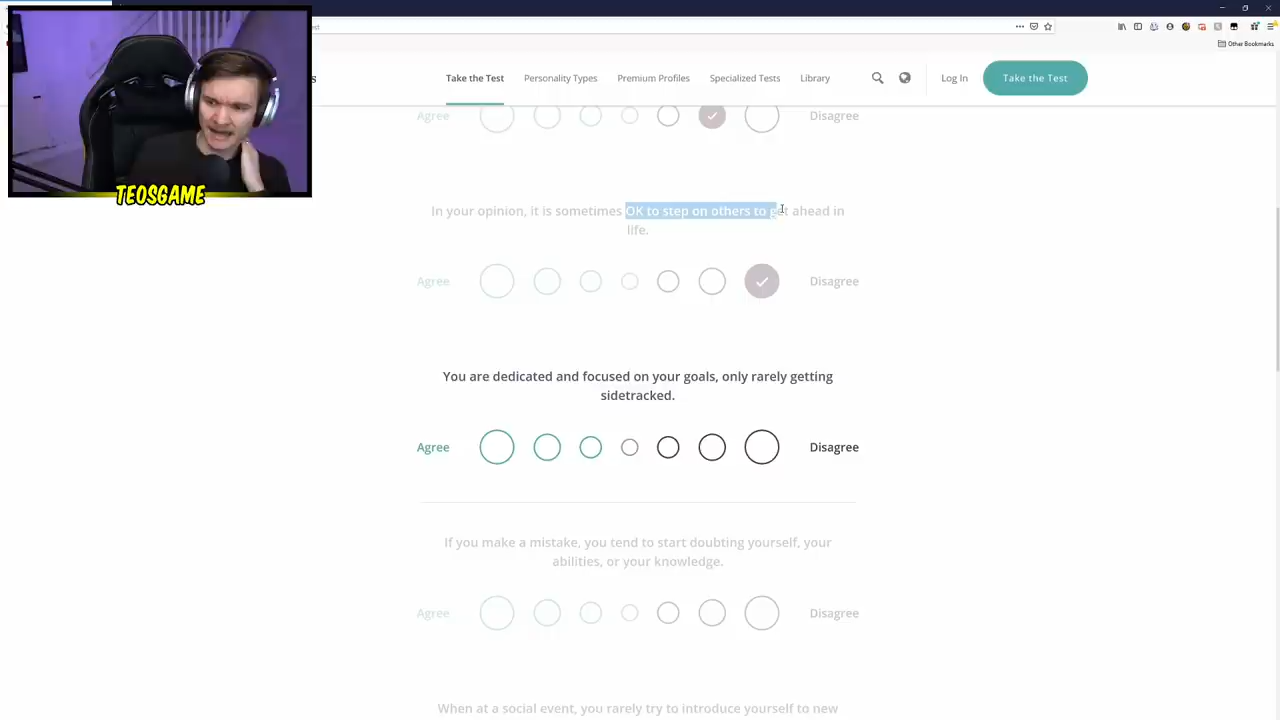 Other Bookmarks
Take the Test
Personality Types
Premium Profiles
Specialized Tests
Library
Log In
Take the Test
Agree
Disagree
TEOSGAME
In your opinion, it is sometimes OK to step on others to get ahead in
life.
Agree
Disagree
You are dedicated and focused on your goals, only rarely getting
sidetracked.
Agree
Disagree
If you make a mistake, you tend to start doubting yourself, your
abilities, or your knowledge.
Agree
Disagree
When at a social event, you rarely try to introduce yourself to new